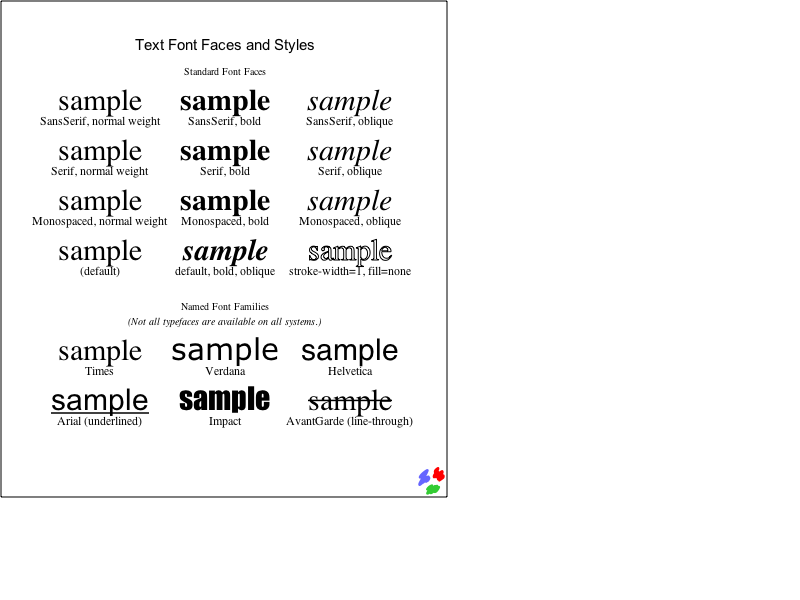 Text Font Faces and Styles
Standard Font Faces
sample sample sample
SansSerif, normal weight SansSerif, bold SansSerif, oblique
sample sample sample
Serif, normal weight Serif, bold Serif, oblique
sample sample sample
Monospaced, normal weight Monospaced, bold Monospaced, oblique
sample sample sample
(default) default, bold, oblique stroke-width=1, fill=none
Named Font Families
(Not all typefaces are available on all systems.)
sample sample sample
Times Verdana Helvetica
sample sample sample
Arial (underlined) Impact AvantGarde (line-through)